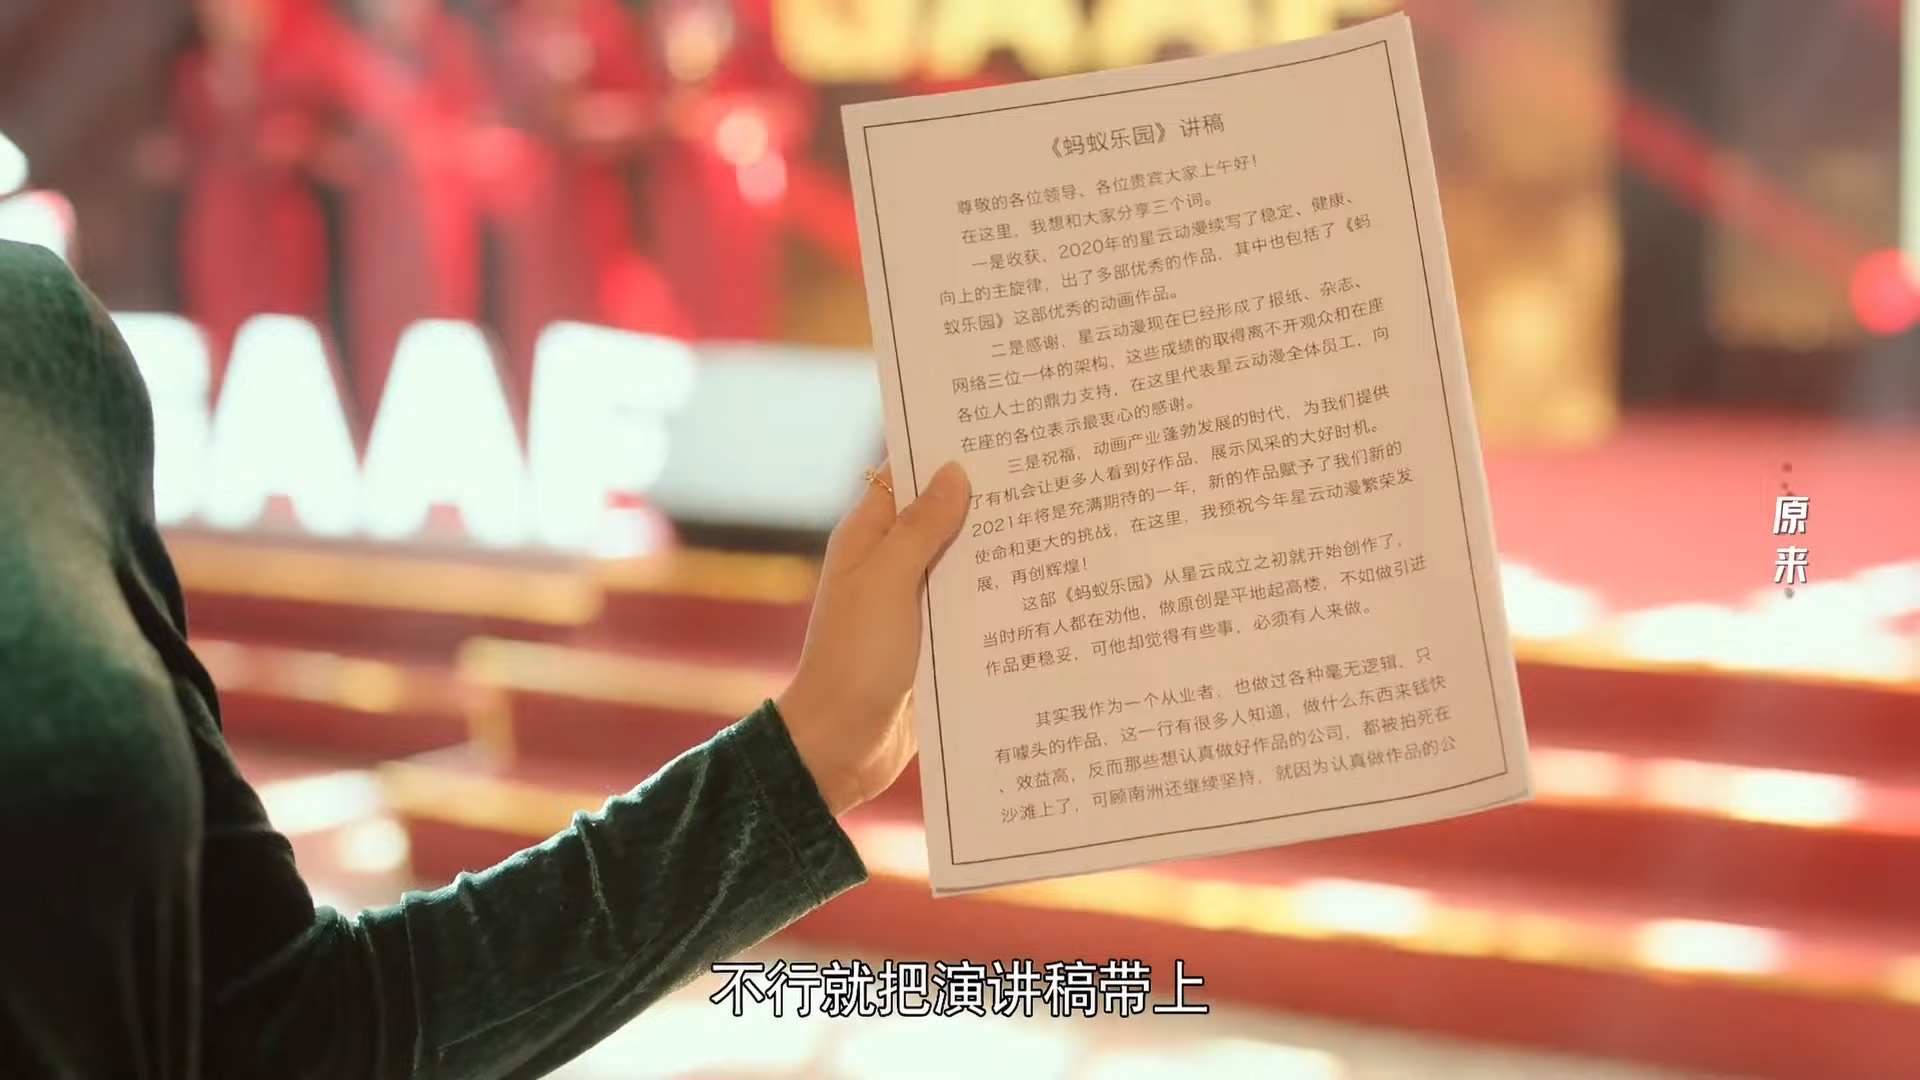 《蚂蚁乐园》讲稿
尊敬的各位领导、各位贵宾大家上午好！
在这里，我想和大家分享三个词。
一是收获，2020年的星云动漫续写了稳定、健康、
向上的主旋律，出了多部优秀的作品，其中也包括了《蚂
蚁乐园》这部优秀的动画作品。
二是感谢，星云动漫现在已经形成了报纸、杂志、
网络三位一体的架构，这些成绩的取得离不开观众和在座
各位人士的鼎力支持，在这里代表星云动漫全体员工，向
在座的各位表示最衷心的感谢。
三是祝福，动画产业蓬勃发展的时代，为我们提供
了有机会让更多人看到好作品，展示风采的大好时机。
2021年将是充满期待的一年，新的作品赋予了我们新的
使命和更大的挑战，在这里，我预祝今年星云动漫繁荣发
展，再创辉煌！
这部《蚂蚁乐园》从星云成立之初就开始创作了，
当时所有人都在劝他，做原创是平地起高楼，不如做引进
作品更稳妥，可他却觉得有些事，必须有人来做。
其实我作为一个从业者，也做过各种毫无逻辑，只
有噱头的作品，这一行有很多人知道，做什么东西来钱快
、效益高，反而那些想认真做好作品的公司，都被拍死在
沙滩上了，可顾南洲还继续坚持，就因为认真做作品的公
原来
不行就把演讲稿带上